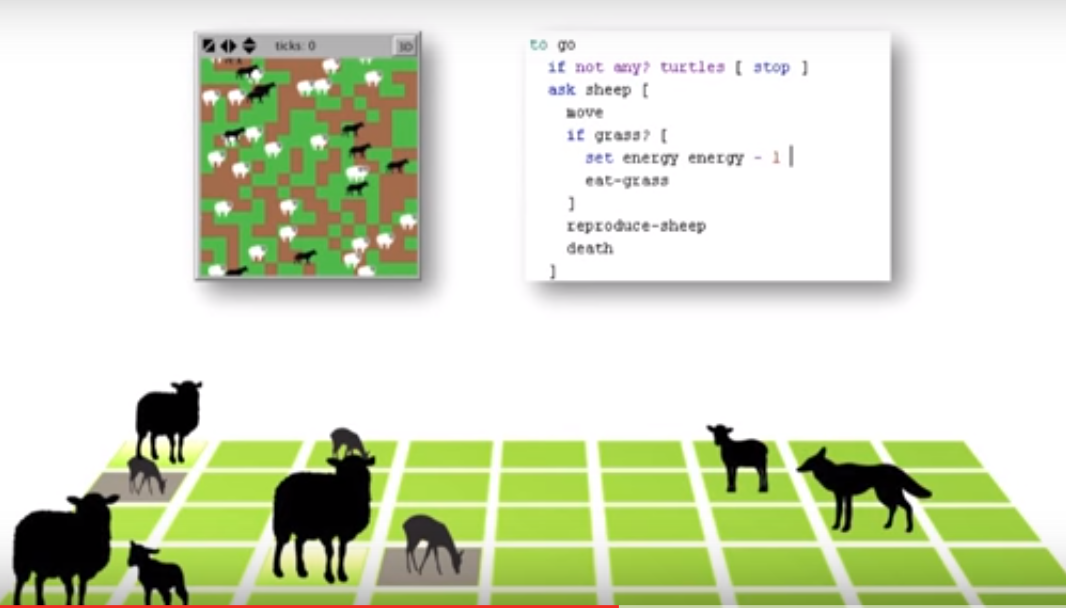 ticks: 0
3D
to go
if not any? turtles [ stop ]
ask sheep [
move
if grass? [
set energy energy - 1
eat-grass
]
reproduce-sheep
death
]